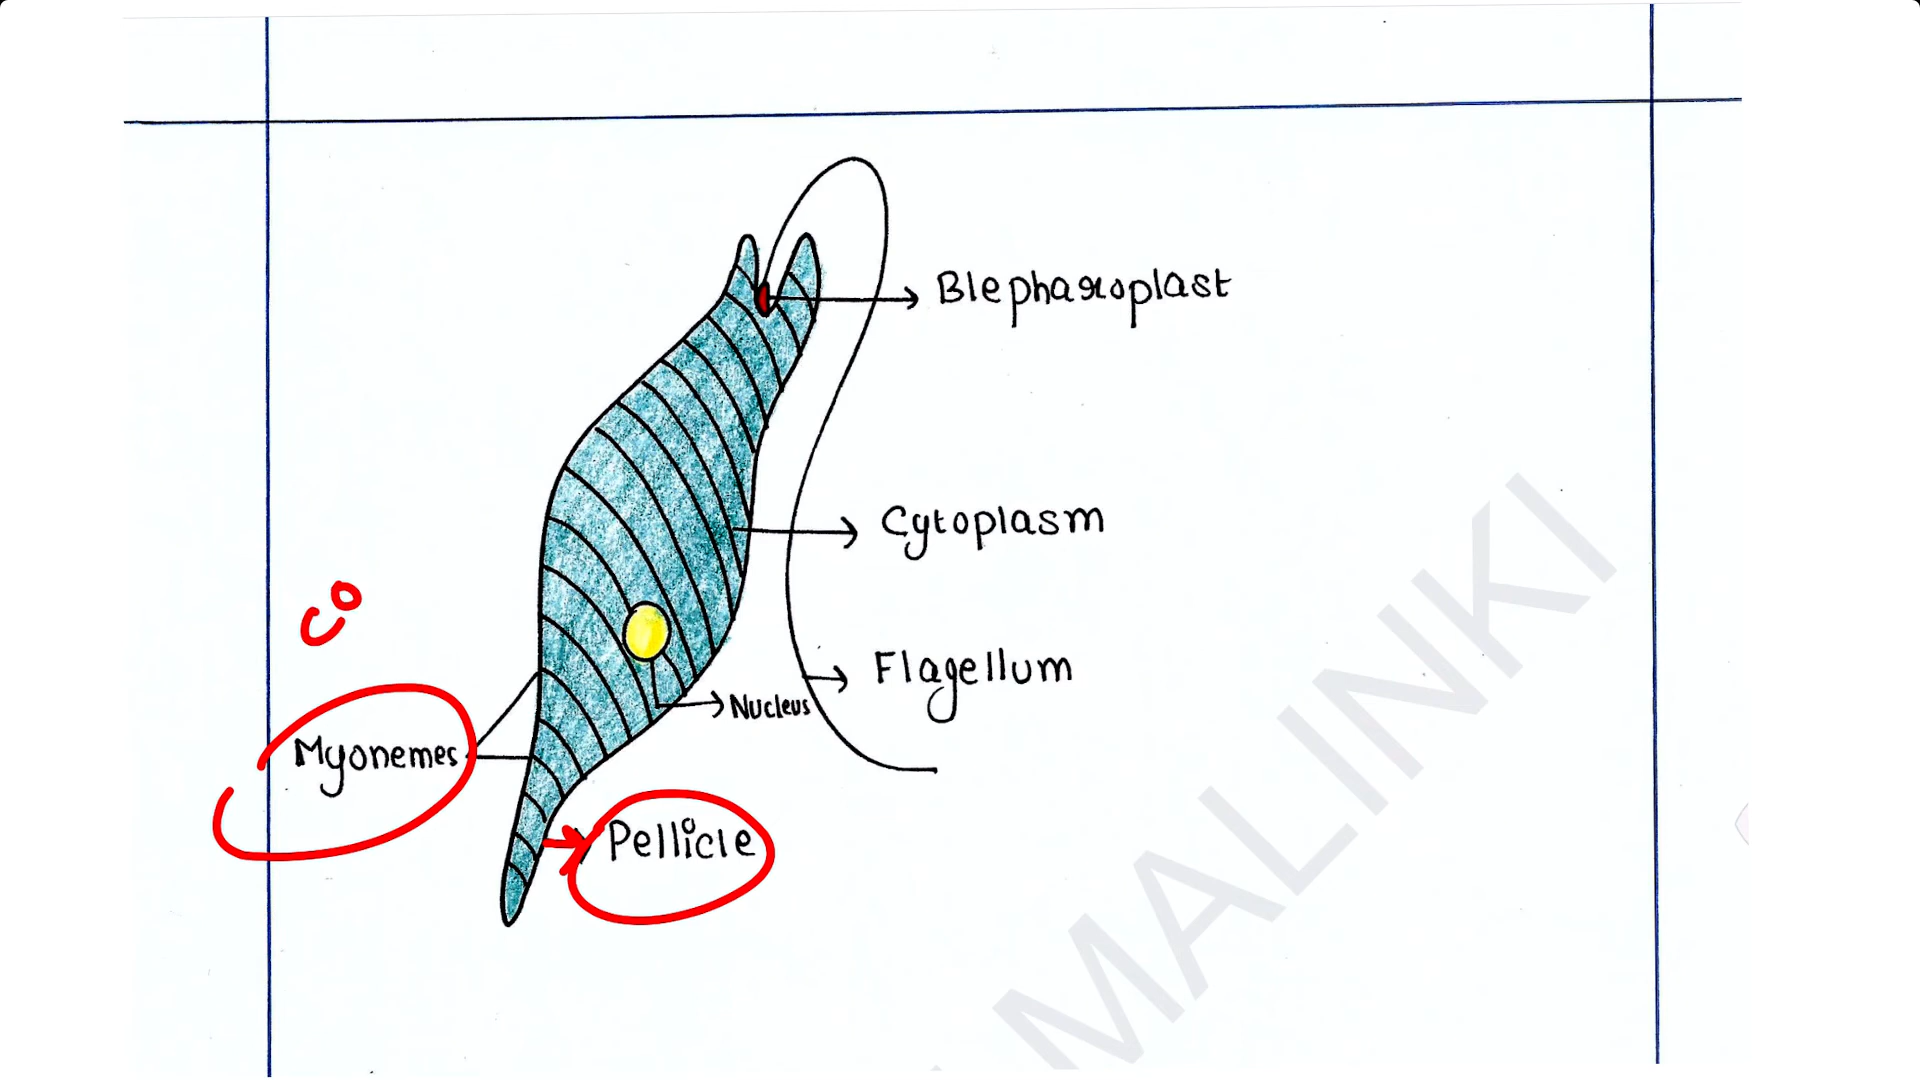 Blepharoplast
Cytoplasm
Flagellum
Nucleus
Myonemes
Pellicle
MALINKI